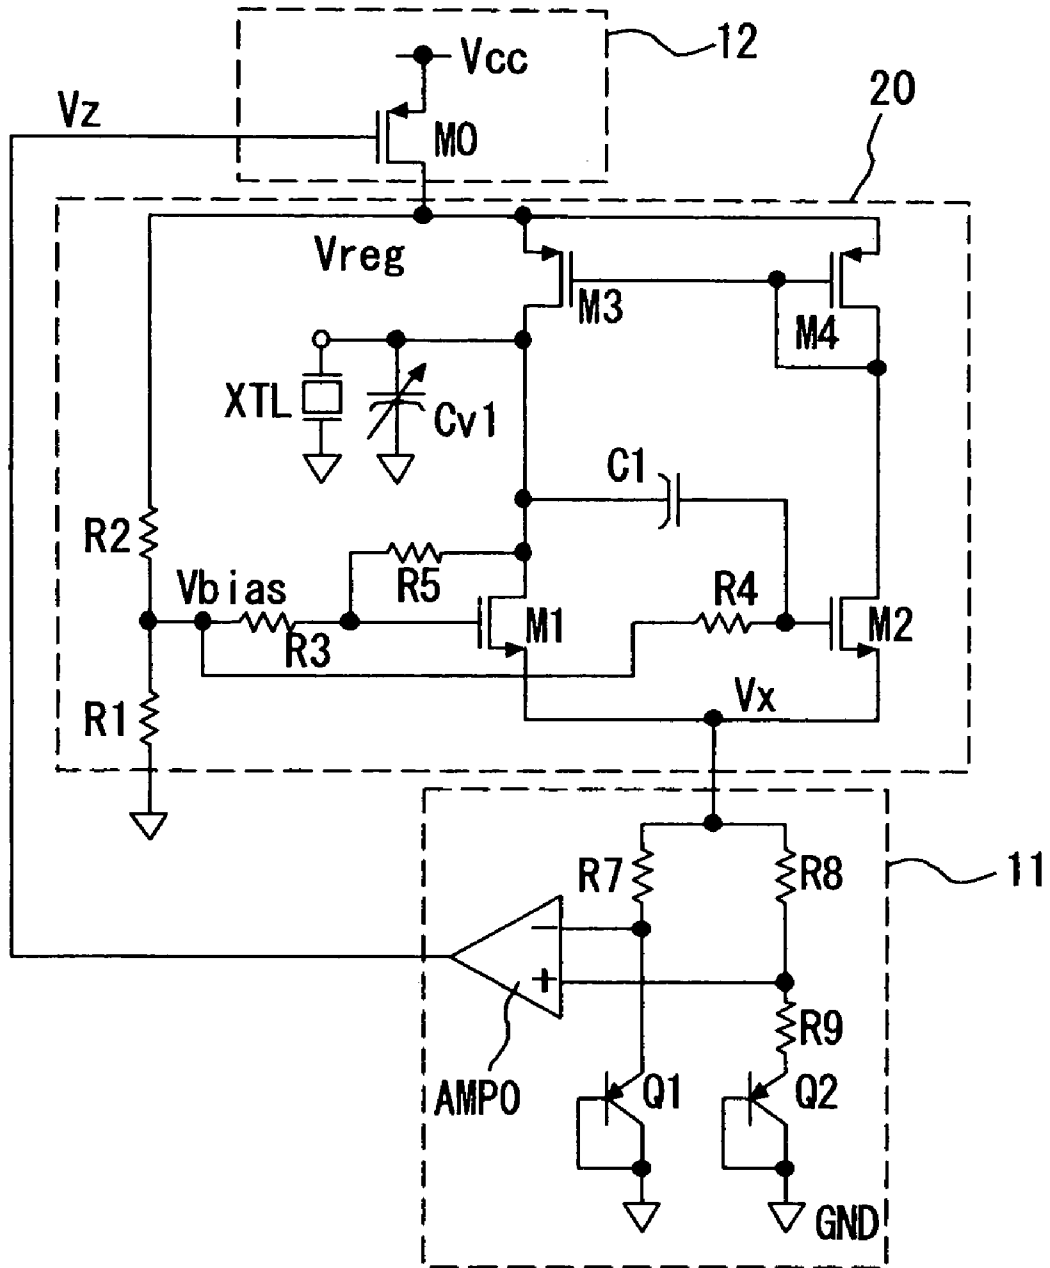 12
Vcc
Vz
M0
20
Vreg
M3
M4
XTL
Cv1
C1
R2
Vbias
R5
R4
R3
M1
M2
R1
Vx
R7
R8
11
−
+
R9
AMP0
Q1
Q2
GND